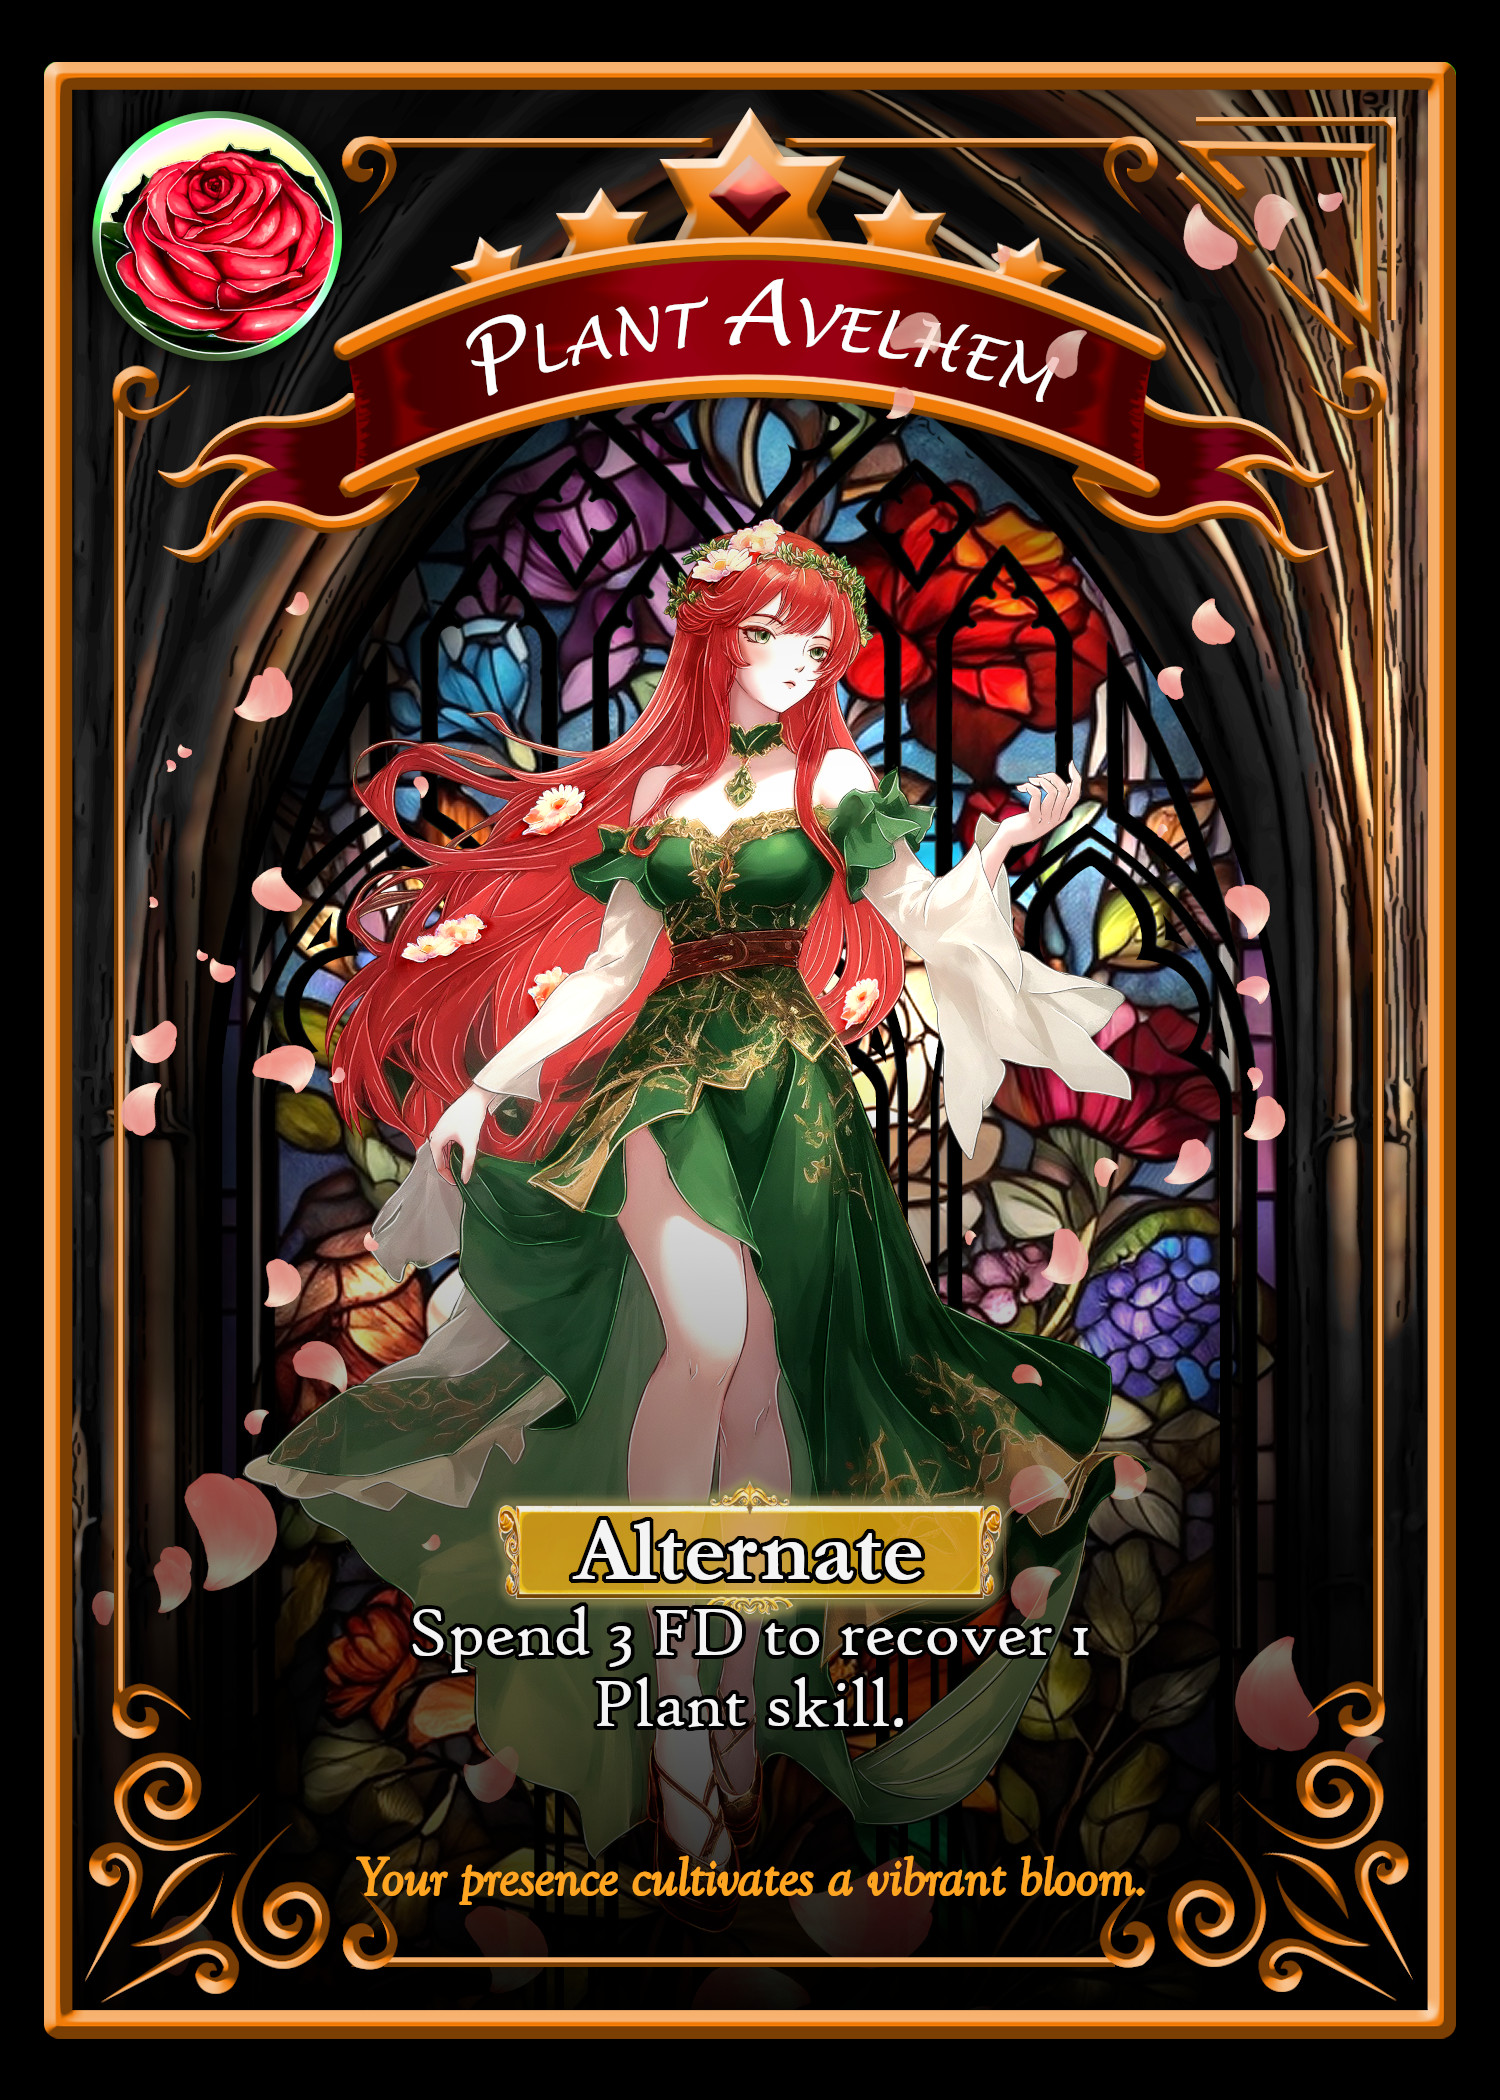 Plant Avelhem
Alternate
Spend 3 FD to recover 1
Plant skill.
Your presence cultivates a vibrant bloom.